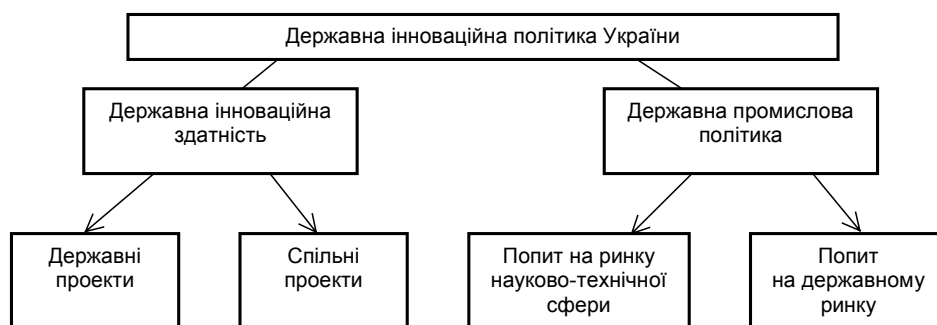 Державна інноваційна політика України
Державна інноваційна
здатність
Державна промислова
політика
Державні
проекти
Спільні
проекти
Попит на ринку
науково-технічної
сфери
Попит
на державному
ринку